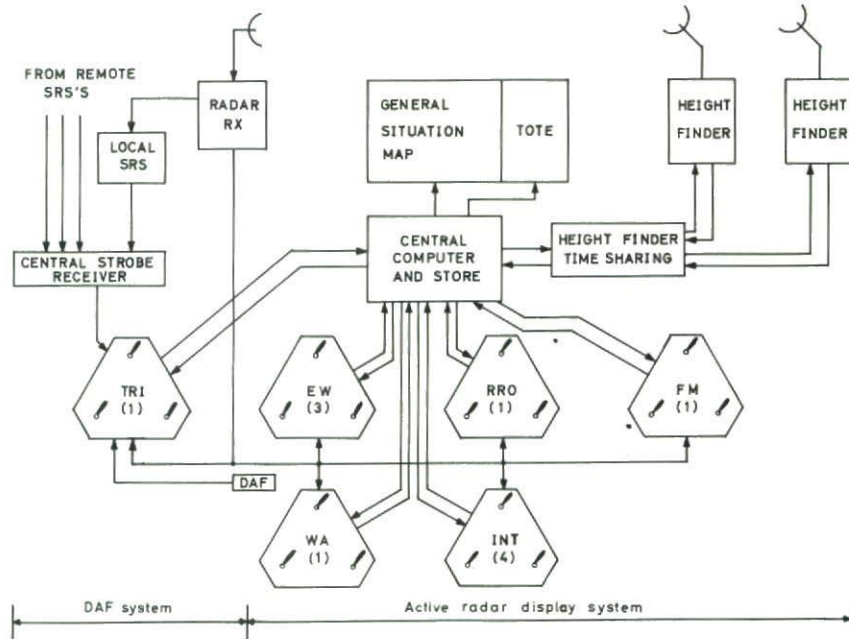 FROM REMOTE
SRS'S
RADAR
RX
LOCAL
SRS
CENTRAL STROBE
RECEIVER
GENERAL
SITUATION
MAP
TOTE
HEIGHT
FINDER
HEIGHT
FINDER
CENTRAL
COMPUTER
AND STORE
HEIGHT FINDER
TIME SHARING
TRI
(1)
EW
(3)
RRO
(1)
FM
(1)
DAF
WA
(1)
INT
(4)
DAF system
Active radar display system